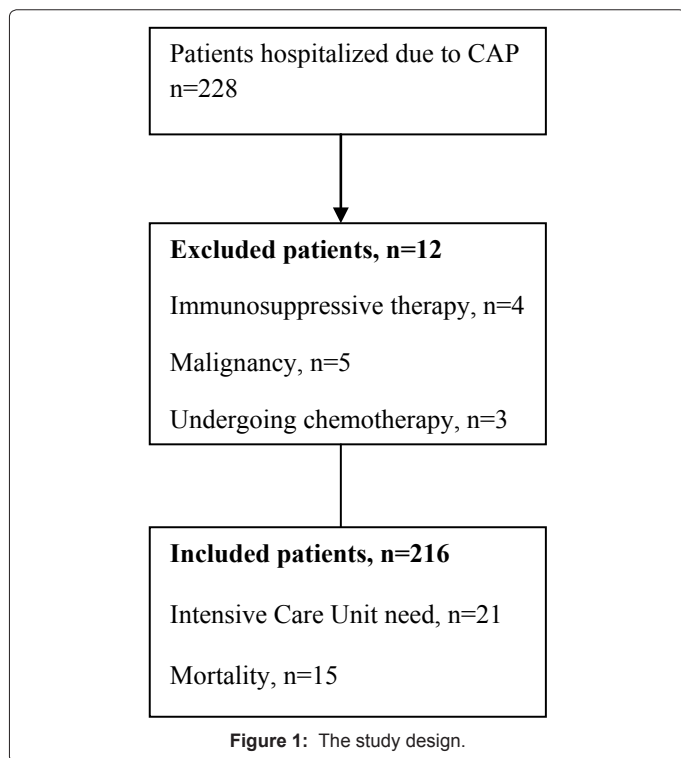 Patients hospitalized due to CAP
n=228
Excluded patients, n=12
Immunosuppressive therapy, n=4
Malignancy, n=5
Undergoing chemotherapy, n=3
Included patients, n=216
Intensive Care Unit need, n=21
Mortality, n=15
Figure 1: The study design.